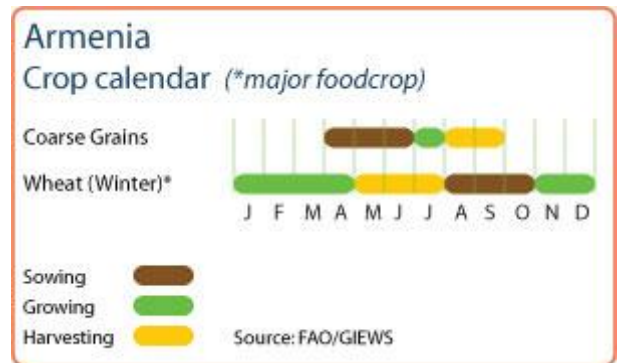 Armenia
Crop calendar (*major foodcrop)
Coarse Grains
Wheat (Winter)*
J F M A M J J A S O N D
Sowing
Growing
Harvesting Source: FAO/GIEWS